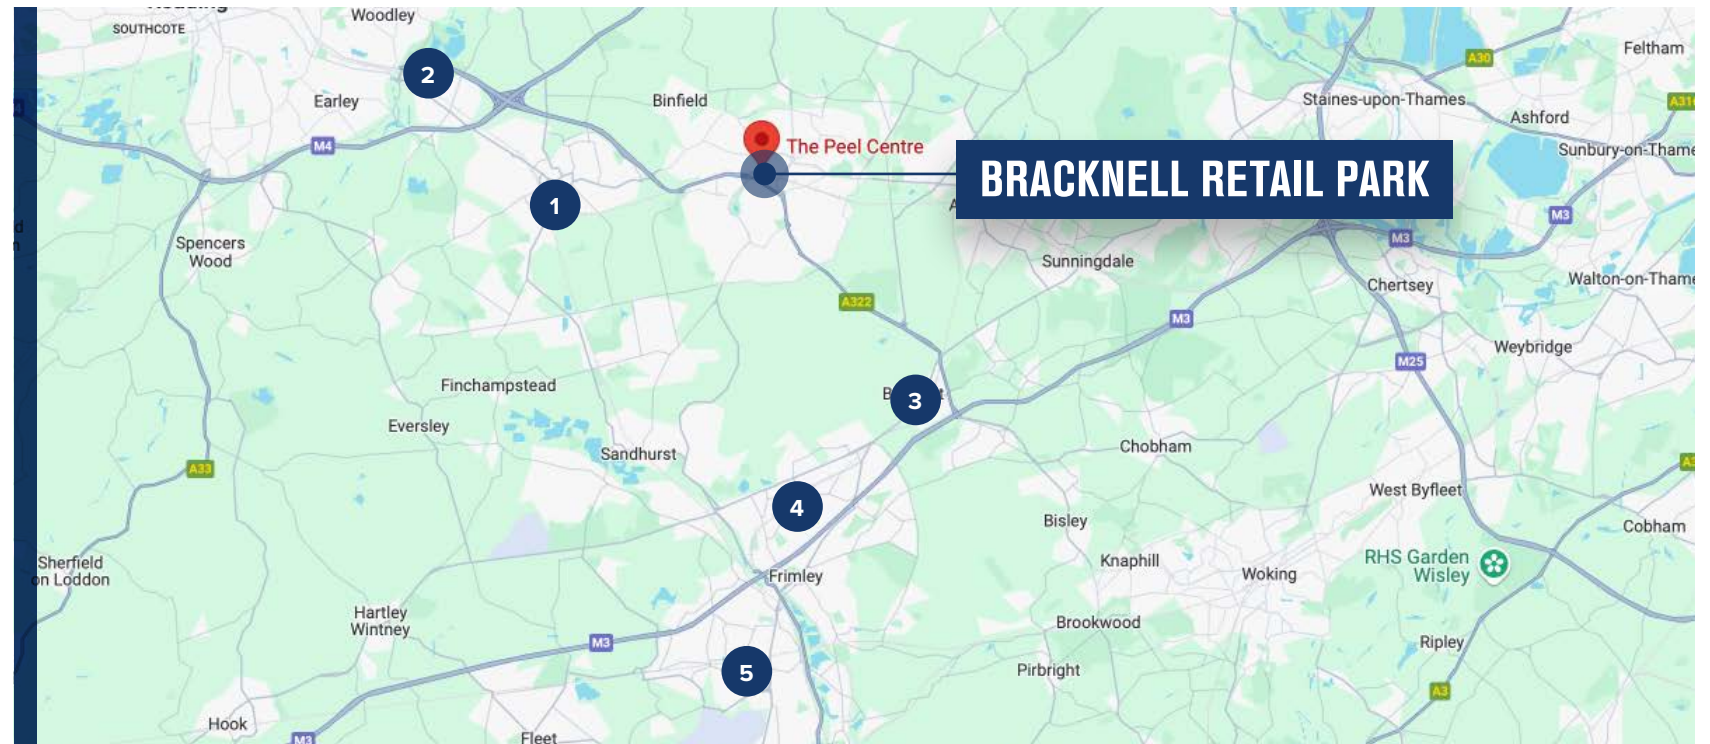 Woodley
SOUTHCOTE
2
Feltham
A30
Earley
Binfield
Staines-upon-Thames
Ashford
M4
The Peel Centre
Sunbury-on-Thame
BRACKNELL RETAIL PARK
1
M3
Spencers
Wood
M3
Sunningdale
Chertsey
Walton-on-Thame
A322
M3
Weybridge
M25
Finchampstead
3
Eversley
Chobham
Sandhurst
A33
West Byfleet
4
Bisley
Cobham
Sherfield
on Loddon
Knaphill
RHS Garden
Wisley
Frimley
Woking
Hartley
Wintney
Brookwood
M3
Ripley
5
Pirbright
A3
Hook
M3
Fleet